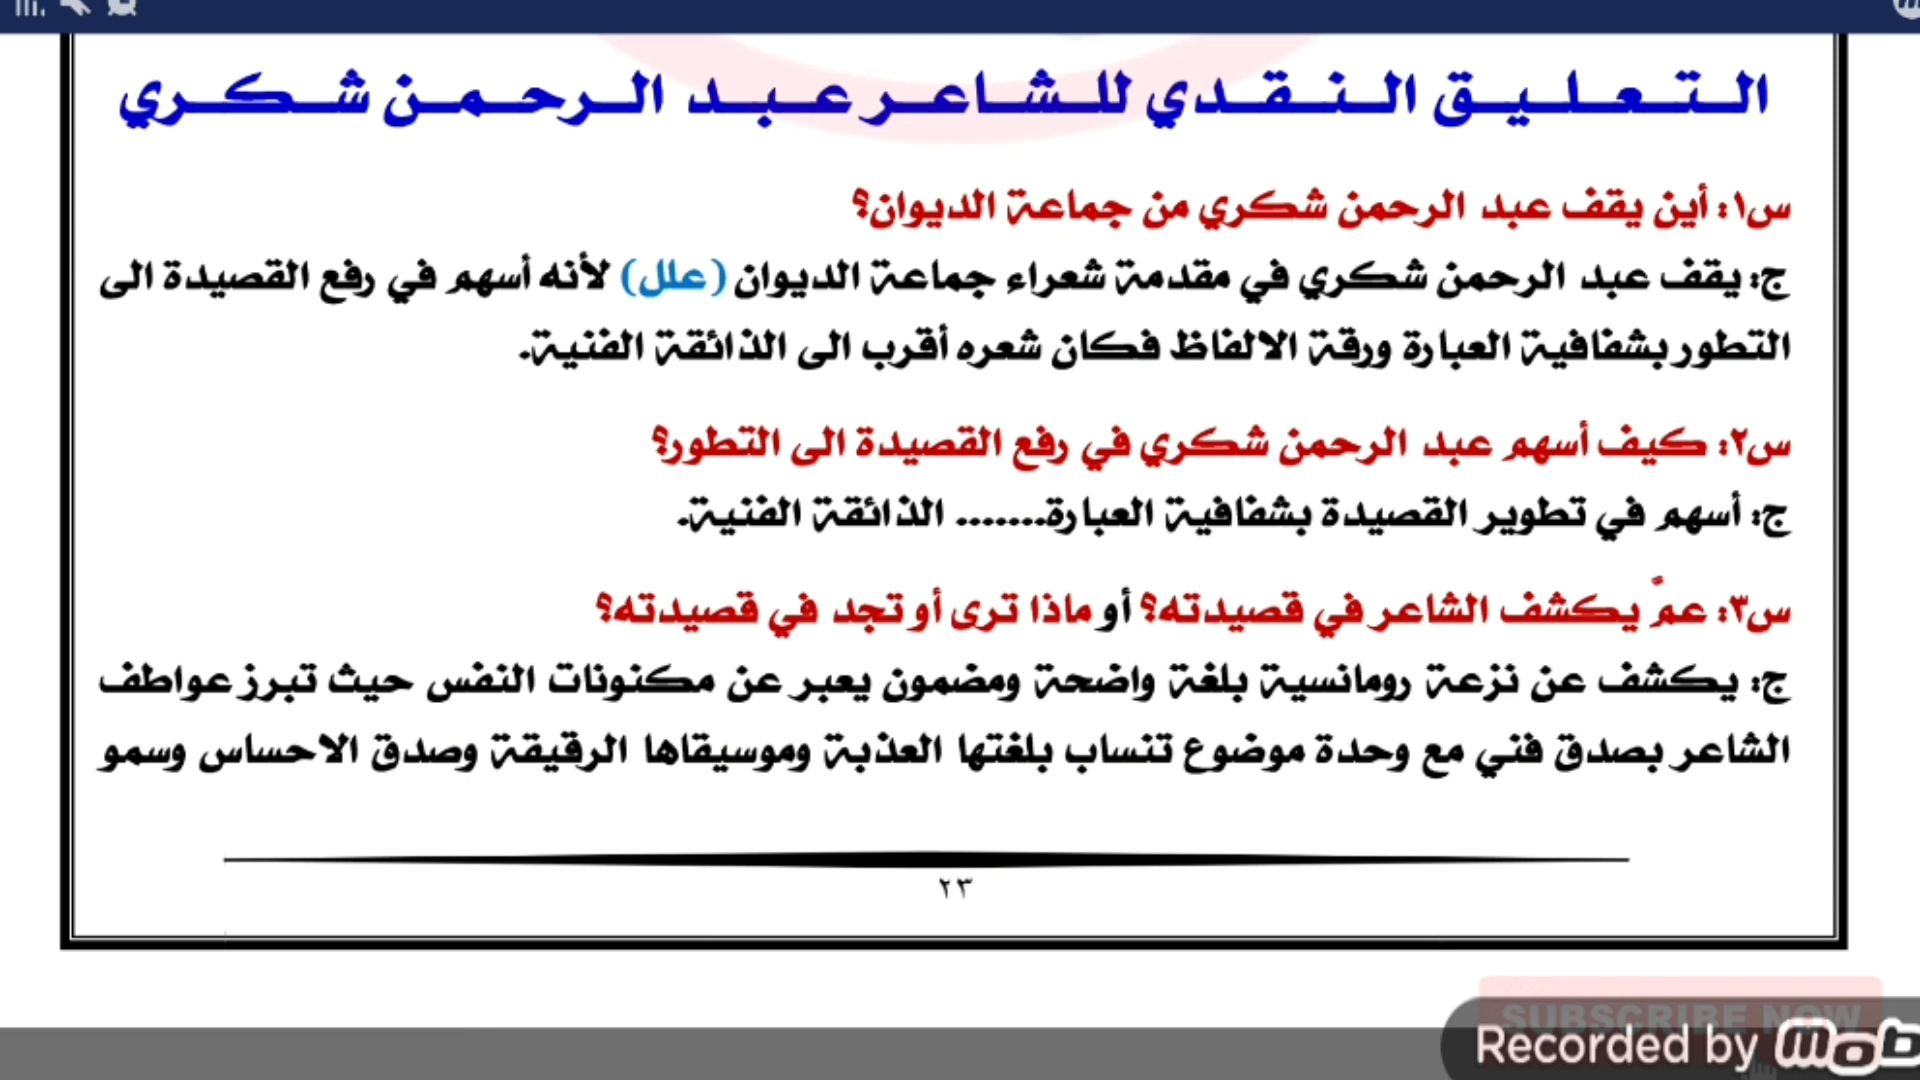 التعليق النقدي للشاعر عبد الرحمن شكري
س١: أين يقف عبد الرحمن شكري من جماعة الديوان؟
ج: يقف عبد الرحمن شكري في مقدمة شعراء جماعة الديوان (علل) لأنه أسهم في رفع القصيدة الى
التطور بشفافية العبارة ورقة الالفاظ فكان شعره أقرب الى الذائقة الفنية.
س٢: كيف أسهم عبد الرحمن شكري في رفع القصيدة الى التطور؟
ج: أسهم في تطوير القصيدة بشفافية العبارة....... الذائقة الفنية.
س٣: عمَّ يكشف الشاعر في قصيدته؟ أو ماذا ترى أو تجد في قصيدته؟
ج: يكشف عن نزعة رومانسية بلغة واضحة ومضمون يعبر عن مكنونات النفس حيث تبرز عواطف
الشاعر بصدق فني مع وحدة موضوع تنساب بلغتها العذبة وموسيقاها الرقيقة وصدق الاحساس وسمو
٢٣
SUBSCRIBE NOW
Recorded by mob